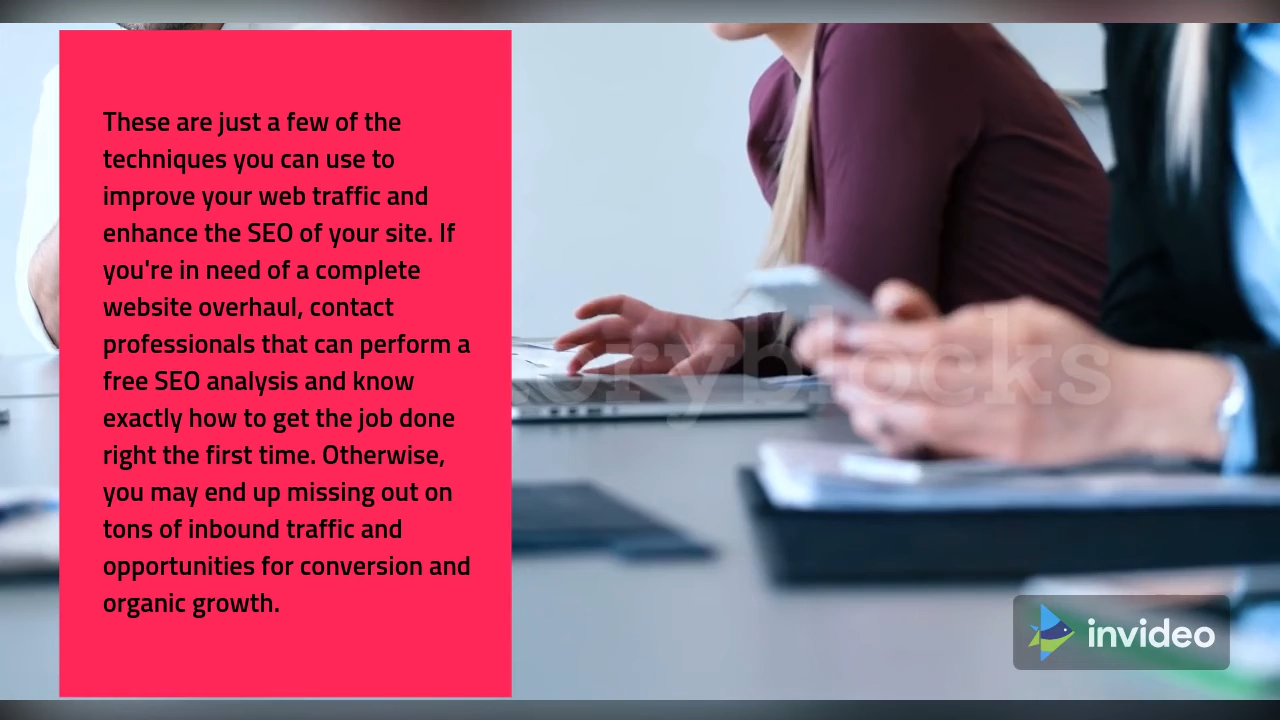 These are just a few of the
techniques you can use to
improve your web traffic and
enhance the SEO of your site. If
you're in need of a complete
website overhaul, contact
professionals that can perform a
free SEO analysis and know
exactly how to get the job done
right the first time. Otherwise,
you may end up missing out on
tons of inbound traffic and
opportunities for conversion and
organic growth.
oryblocks
invideo